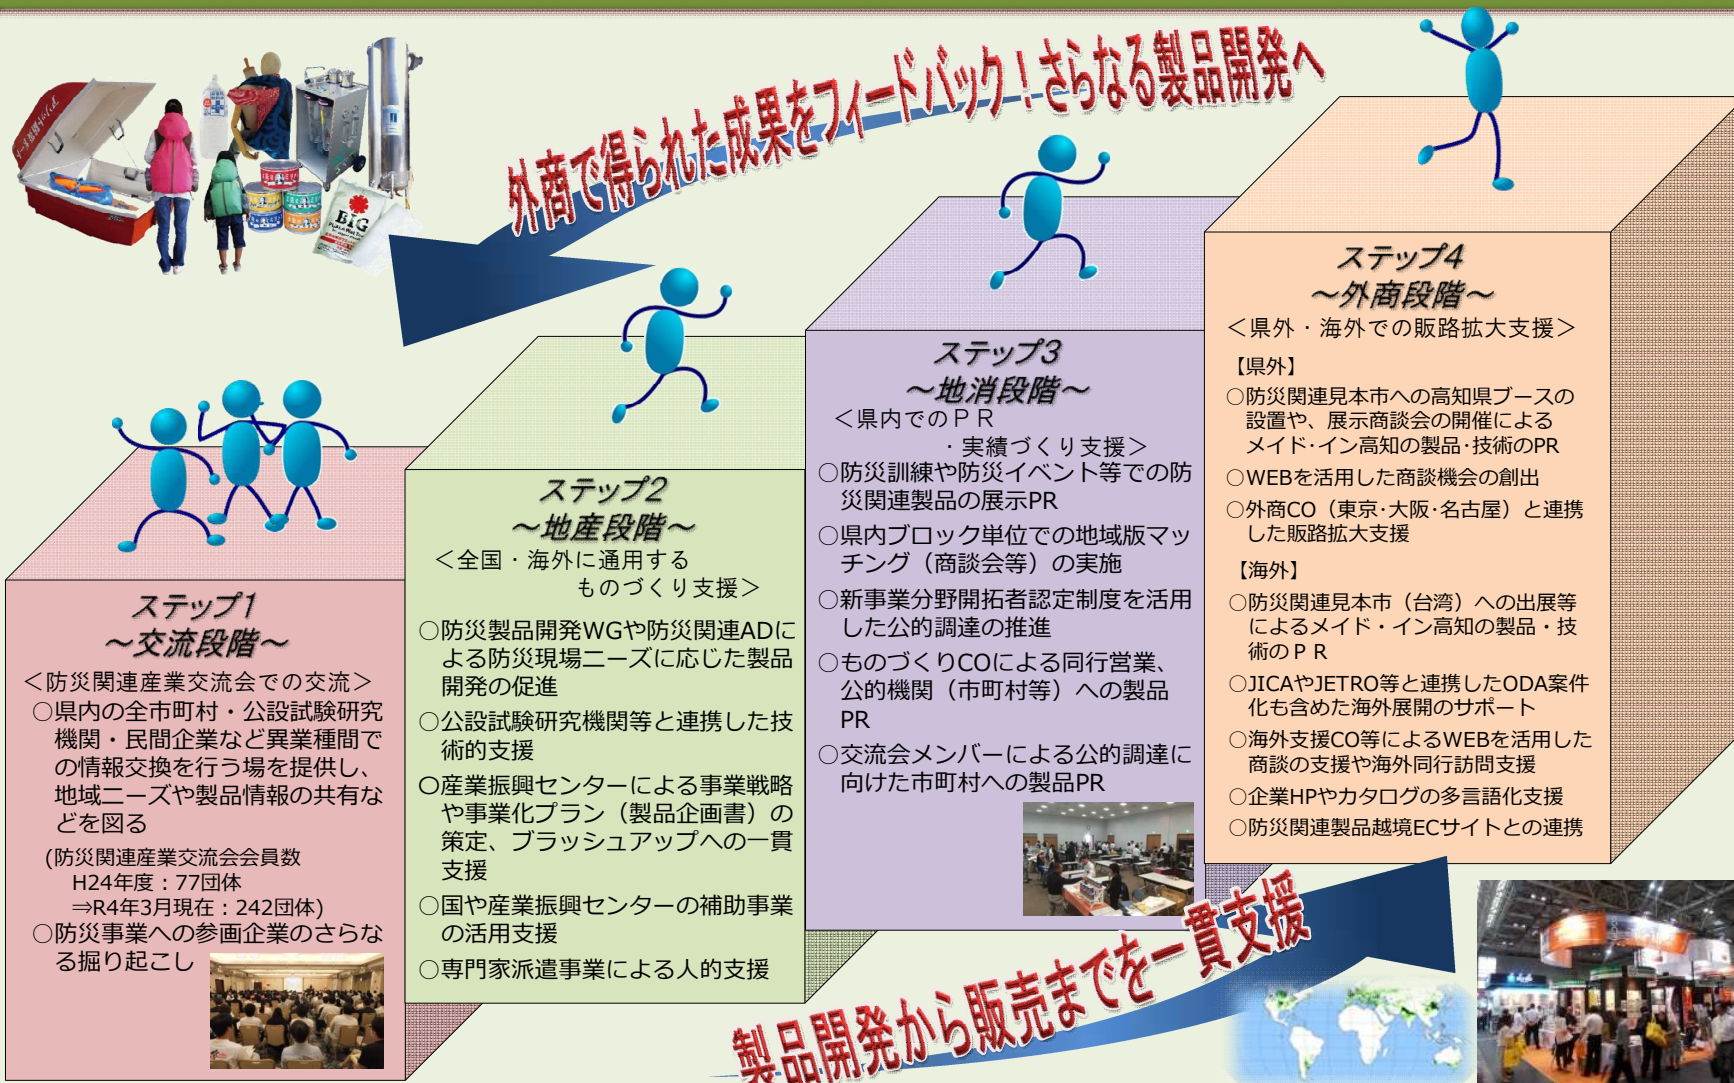 外商で得られた成果をフィードバック！さらなる製品開発へ
BIG
ステップ1
～交流段階～
＜防災関連産業交流会での交流＞
○県内の全市町村・公設試験研究
機関・民間企業など異業種間で
の情報交換を行う場を提供し、
地域ニーズや製品情報の共有な
どを図る
(防災関連産業交流会会員数
H24年度：77団体
⇒R4年3月現在：242団体)
○防災事業への参画企業のさらな
る掘り起こし
ステップ2
～地産段階～
＜全国・海外に通用する
ものづくり支援＞
○防災製品開発WGや防災関連ADに
よる防災現場ニーズに応じた製品
開発の促進
○公設試験研究機関等と連携した技
術的支援
○産業振興センターによる事業戦略
や事業化プラン（製品企画書）の
策定、ブラッシュアップへの一貫
支援
○国や産業振興センターの補助事業
の活用支援
○専門家派遣事業による人的支援
ステップ3
～地消段階～
＜県内でのＰＲ
・実績づくり支援＞
○防災訓練や防災イベント等での防
災関連製品の展示PR
○県内ブロック単位での地域版マッ
チング（商談会等）の実施
○新事業分野開拓者認定制度を活用
した公的調達の推進
○ものづくりCOによる同行営業、
公的機関（市町村等）への製品
PR
○交流会メンバーによる公的調達に
向けた市町村への製品PR
ステップ4
～外商段階～
＜県外・海外での販路拡大支援＞
【県外】
○防災関連見本市への高知県ブースの
設置や、展示商談会の開催による
メイド･イン高知の製品･技術のPR
○WEBを活用した商談機会の創出
○外商CO（東京･大阪･名古屋）と連携
した販路拡大支援
【海外】
○防災関連見本市（台湾）への出展等
によるメイド・イン高知の製品・技
術のＰＲ
○JICAやJETRO等と連携したODA案件
化も含めた海外展開のサポート
○海外支援CO等によるWEBを活用した
商談の支援や海外同行訪問支援
○企業HPやカタログの多言語化支援
○防災関連製品越境ECサイトとの連携
製品開発から販売までを一貫支援